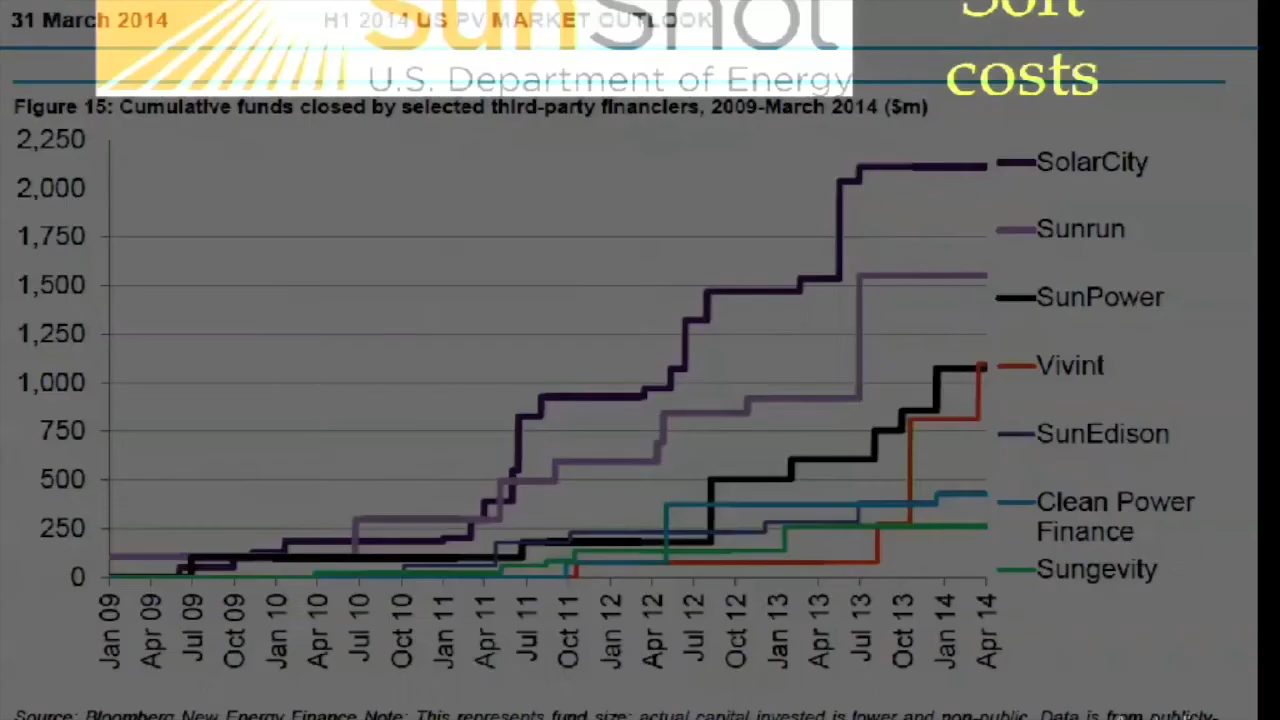 31 March 2014 H1 2014 US PV MARKET OUTLOOK
SunShot
U.S. Department of Energy
Soft
costs
Figure 15: Cumulative funds closed by selected third-party financiers, 2009-March 2014 ($m)
2,250
2,000
1,750
1,500
1,250
1,000
750
500
250
0
Jan 09
Apr 09
Jul 09
Oct 09
Jan 10
Apr 10
Jul 10
Oct 10
Jan 11
Apr 11
Jul 11
Oct 11
Jan 12
Apr 12
Jul 12
Oct 12
Jan 13
Apr 13
Jul 13
Oct 13
Jan 14
Apr 14
SolarCity
Sunrun
SunPower
Vivint
SunEdison
Clean Power
Finance
Sungevity
Source: Bloomberg New Energy Finance Note: This represents fund size; actual capital invested is lower and non-public. Data is from publicly-